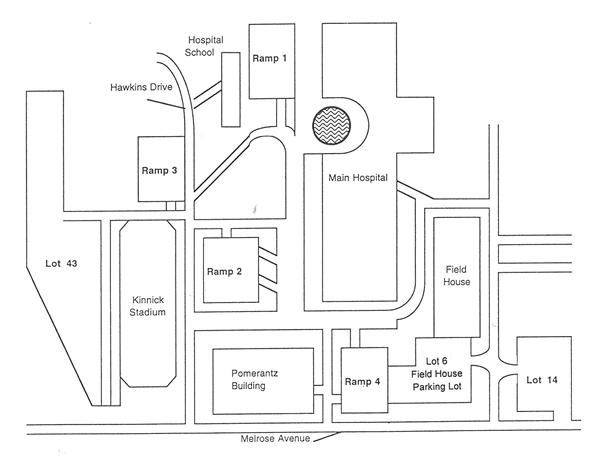 Hospital
School
Ramp 1
Hawkins Drive
Ramp 3
Main Hospital
Lot 43
Ramp 2
Field
House
Kinnick
Stadium
Pomerantz
Building
Ramp 4
Lot 6
Field House
Parking Lot
Lot 14
Melrose Avenue